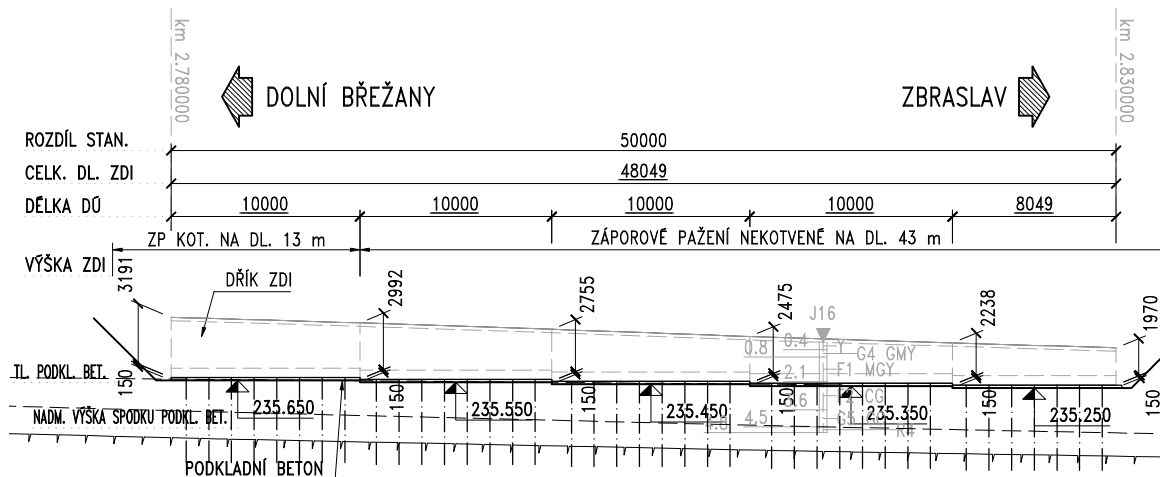 km 2.780000
km 2.830000
DOLNÍ BŘEŽANY
ZBRASLAV
ROZDÍL STAN.
50000
CELK. DL. ZDI
48049
DÉLKA DÚ
10000
10000
10000
10000
8049
ZP KOT. NA DL. 13 m
ZÁPOROVÉ PAŽENÍ NEKOTVENÉ NA DL. 43 m
VÝŠKA ZDI
3191
2992
2755
2475
2238
1970
DŘÍK ZDI
J16
0.4
Y
0.8
G4 GMY
2.1
F1 MGY
TL. PODKL. BET.
150
150
150
150
150
150
CG
4.5
G5
235.650
235.550
235.450
235.350
235.250
NADM. VÝŠKA SPODKU PODKL. BET.
PODKLADNÍ BETON